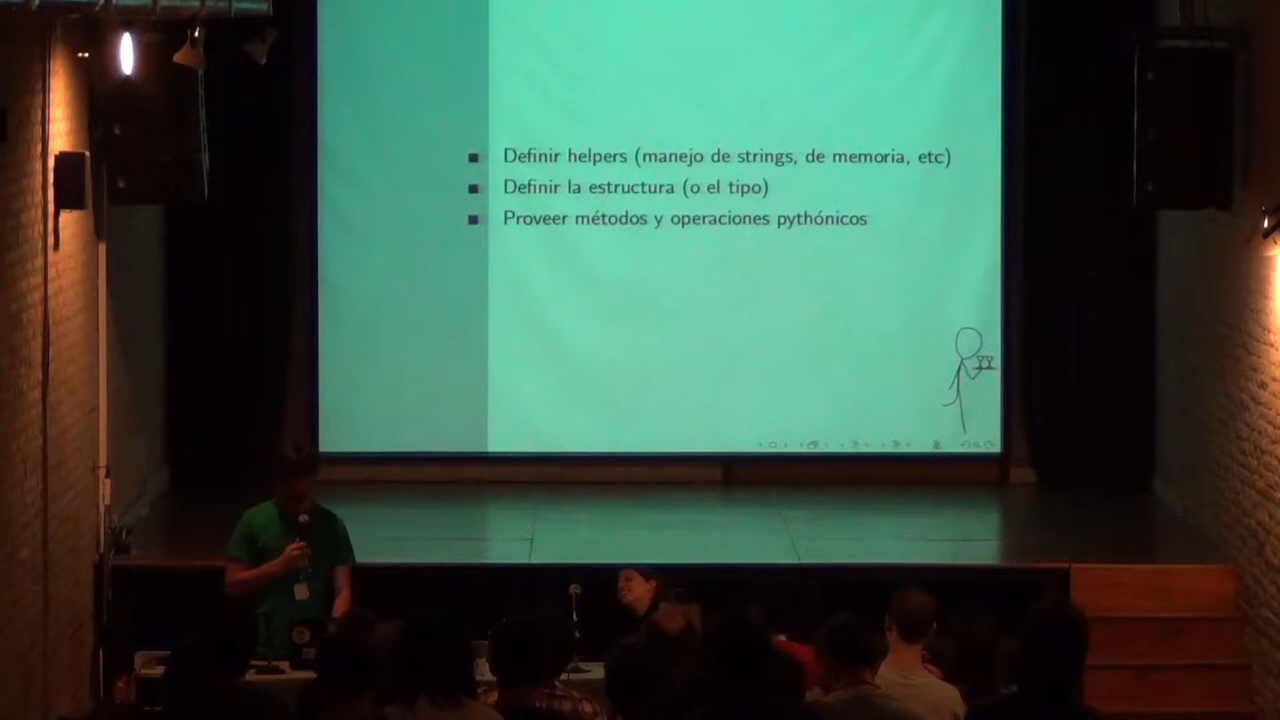 Definir helpers (manejo de strings, de memoria, etc)
Definir la estructura (o el tipo)
Proveer métodos y operaciones pythónicos